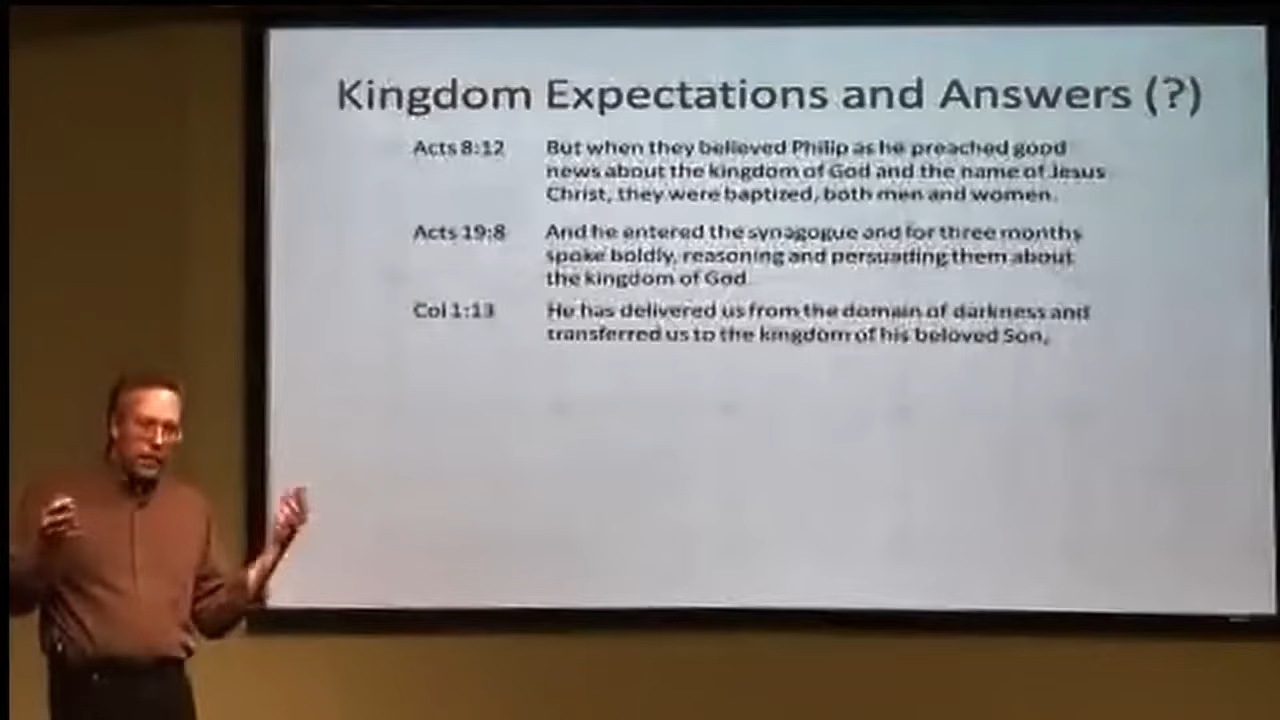 Kingdom Expectations and Answers (?)
Acts 8:12 But when they believed Philip as he preached good
news about the kingdom of God and the name of Jesus
Christ, they were baptized, both men and women.
Acts 19:8 And he entered the synagogue and for three months
spoke boldly, reasoning and persuading them about
the kingdom of God.
Col 1:13 He has delivered us from the domain of darkness and
transferred us to the kingdom of his beloved Son,